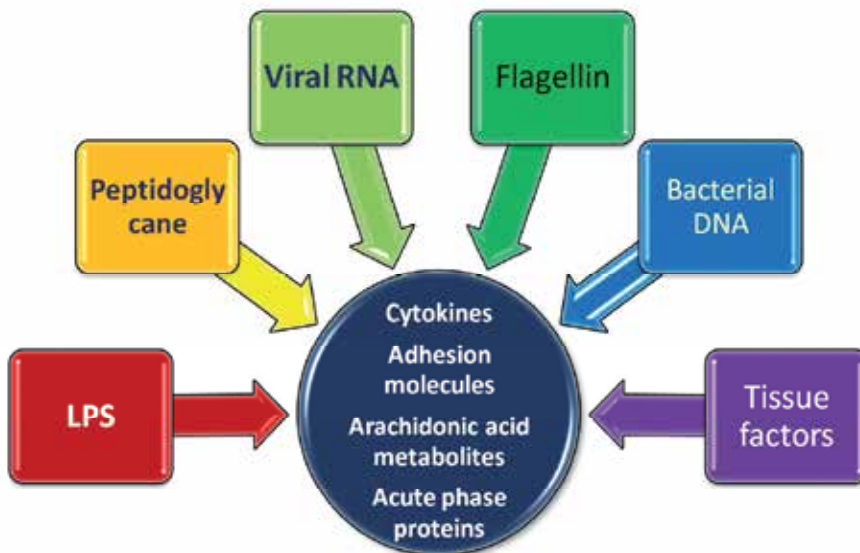 Viral RNA
Flagellin
Peptidogly
cane
Bacterial
DNA
Cytokines
Adhesion
molecules
Arachidonic acid
metabolites
Acute phase
proteins
LPS
Tissue
factors